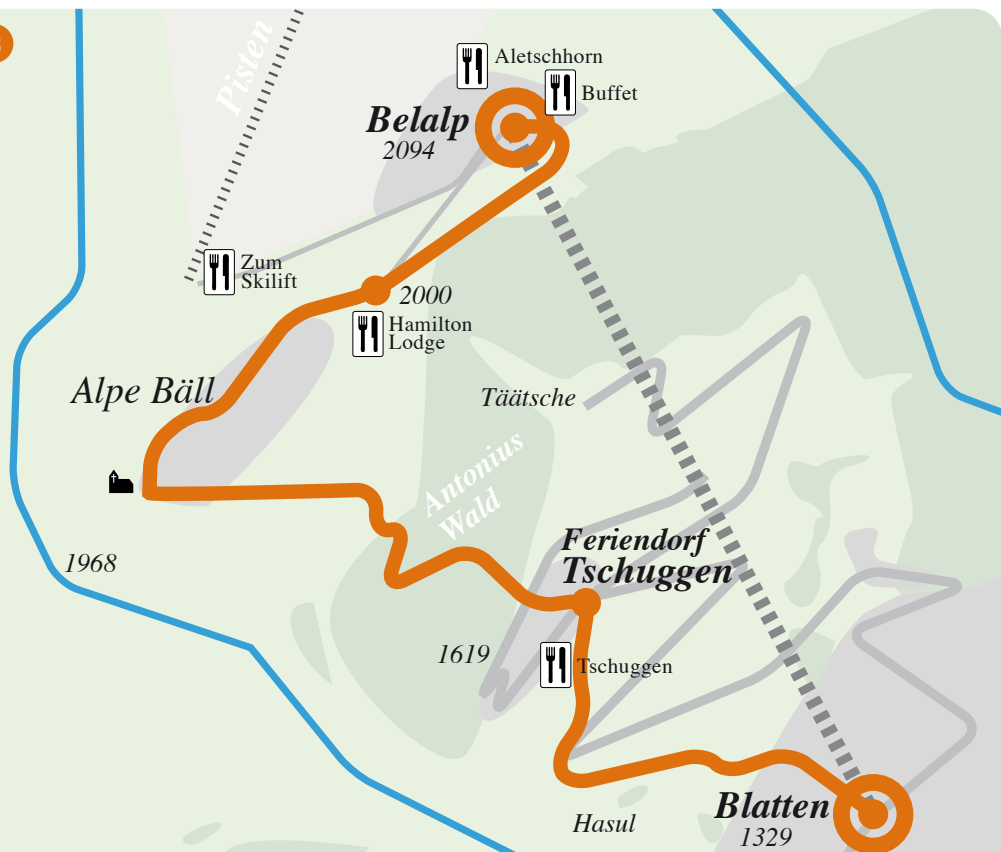 Pisten
Aletschhorn
Buffet
Belalp
2094
Zum
Skilift
2000
Hamilton
Lodge
Alpe Bäll
Täätsche
Antonius
Wald
1968
Feriendorf
Tschuggen
1619
Tschuggen
Blatten
1329
Hasul